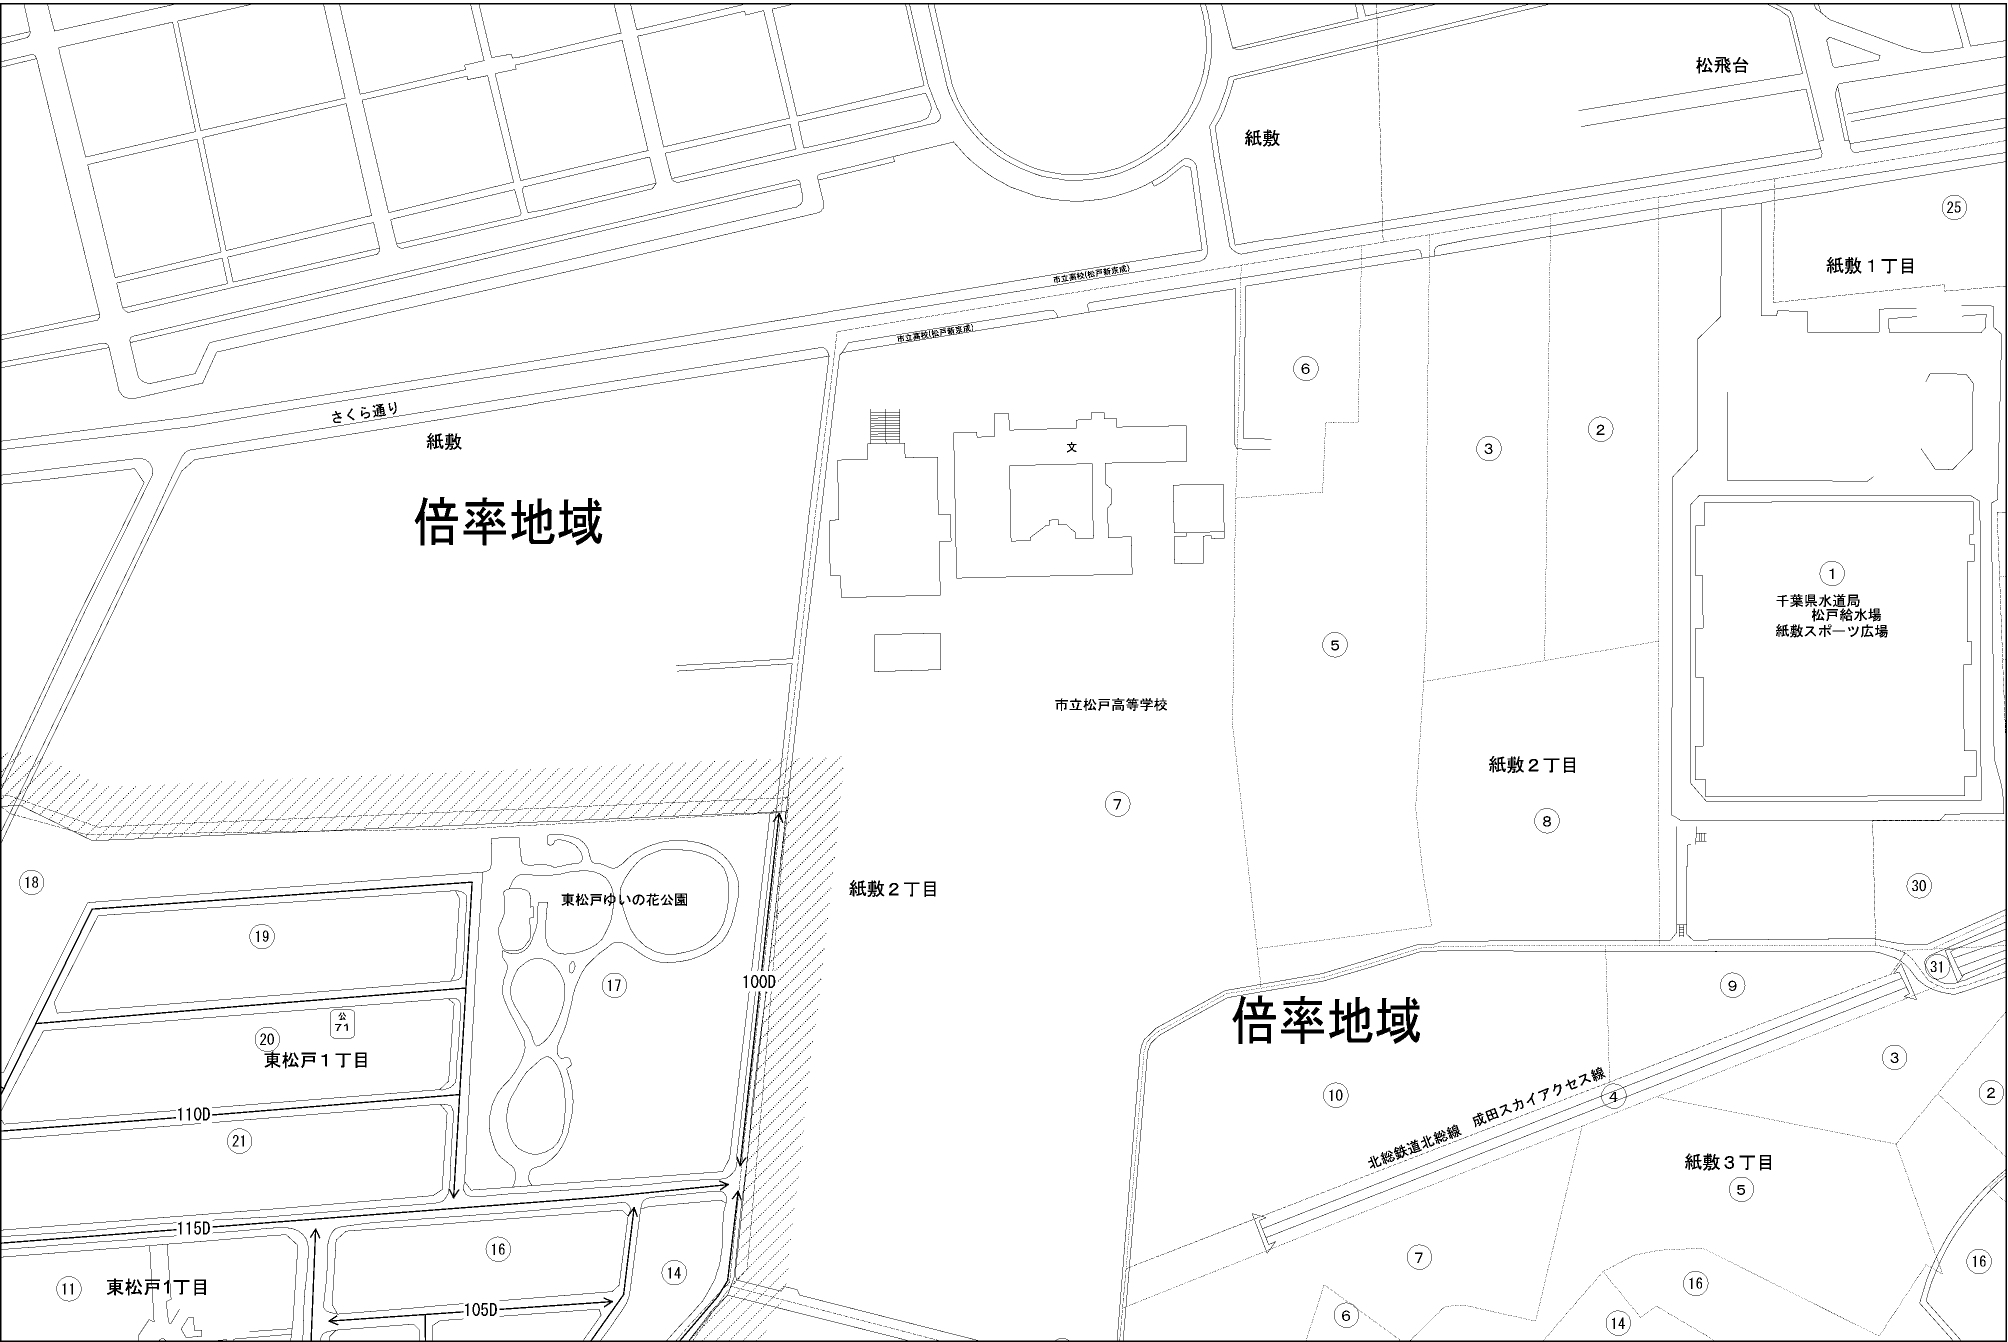 松飛台
紙敷
25
紙敷1丁目
市立高校(松戸新京成)
市立高校(松戸新京成)
6
さくら通り
紙敷
文
3
2
倍率地域
1
千葉県水道局
松戸給水場
紙敷スポーツ広場
5
市立松戸高等学校
紙敷2丁目
7
8
18
紙敷2丁目
30
東松戸ゆいの花公園
19
31
100D
17
9
倍率地域
公
71
20
東松戸1丁目
3
10
4
2
110D
21
北総鉄道北総線 成田スカイアクセス線
紙敷3丁目
5
115D
16
7
16
14
11
東松戸1丁目
16
105D
6
14